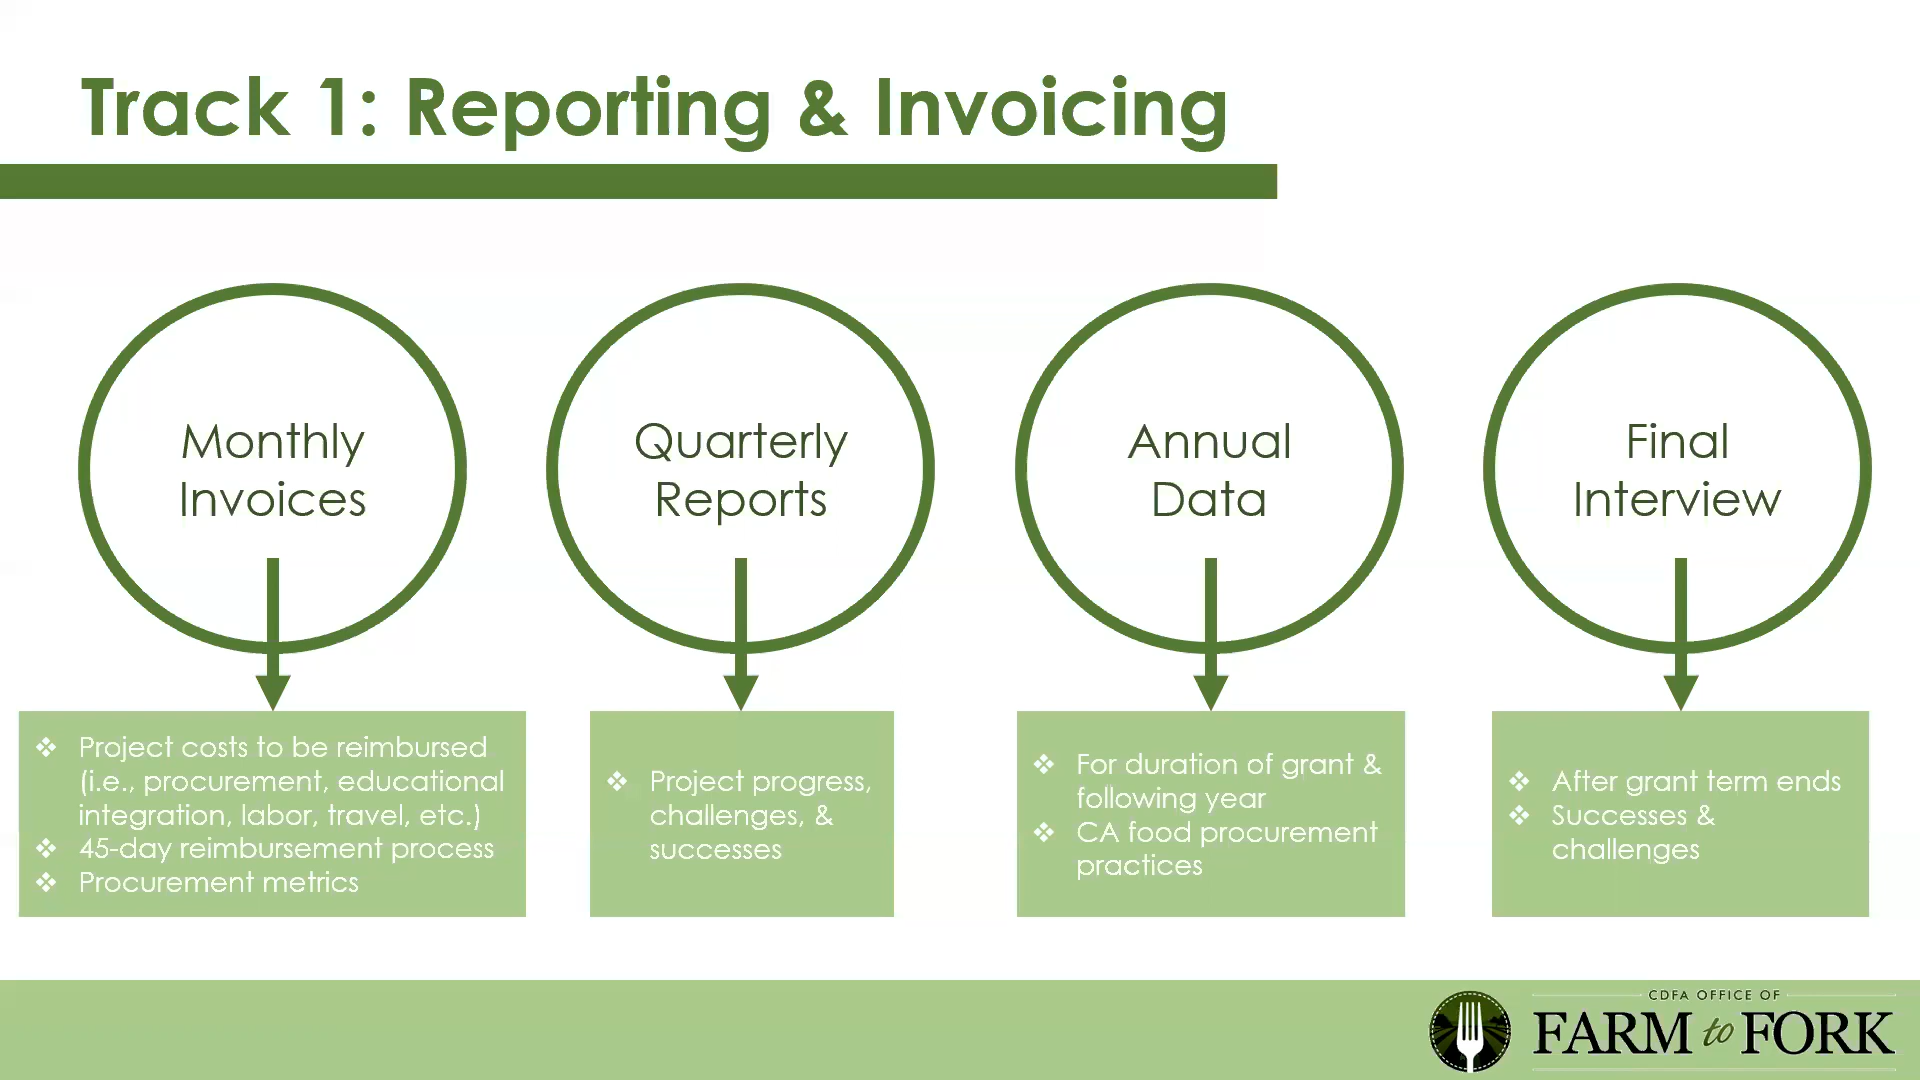 Track 1: Reporting & Invoicing
Monthly
Invoices
Quarterly
Reports
Annual
Data
Final
Interview
❖ Project costs to be reimbursed
(i.e., procurement, educational
integration, labor, travel, etc.)
❖ 45-day reimbursement process
❖ Procurement metrics
❖ Project progress,
challenges, &
successes
❖ For duration of grant &
following year
❖ CA food procurement
practices
❖ After grant term ends
❖ Successes &
challenges
CDFA OFFICE OF
FARM to FORK